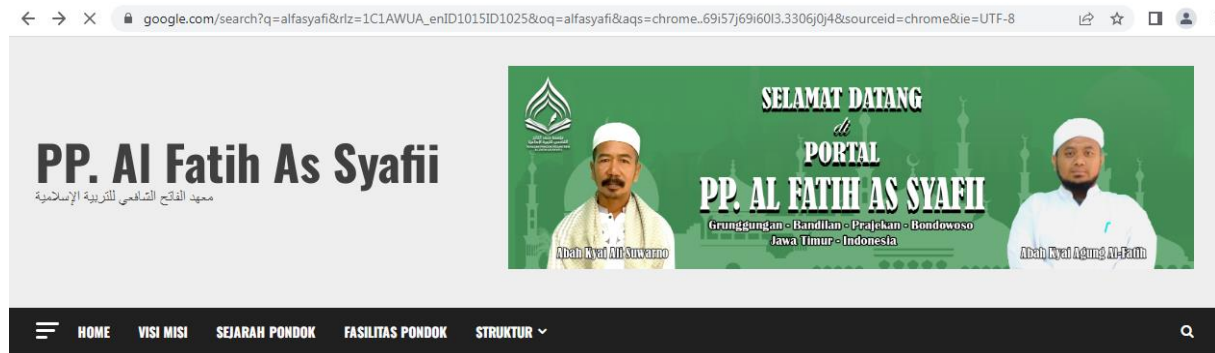 google.com/search?q=alfasyafi&rlz=1C1AWUA_enID1015ID1025&oq=alfasyafi&aqs=chrome..69i57j69i60l3.3306j0j4&sourceid=chrome&ie=UTF-8
PP. Al Fatih As Syafii
معهد الفاتح الشافعي للتربية الإسلامية
SELAMAT DATANG
di
PORTAL
PP. AL FATIH AS SYAFII
Grunggungan - Bandilan - Prajekan - Bondowoso
Jawa Timur - Indonesia
Abah Kyai Ali Suwarno
Abah Kyai Agung Al-Fatih
HOME VISI MISI SEJARAH PONDOK FASILITAS PONDOK STRUKTUR